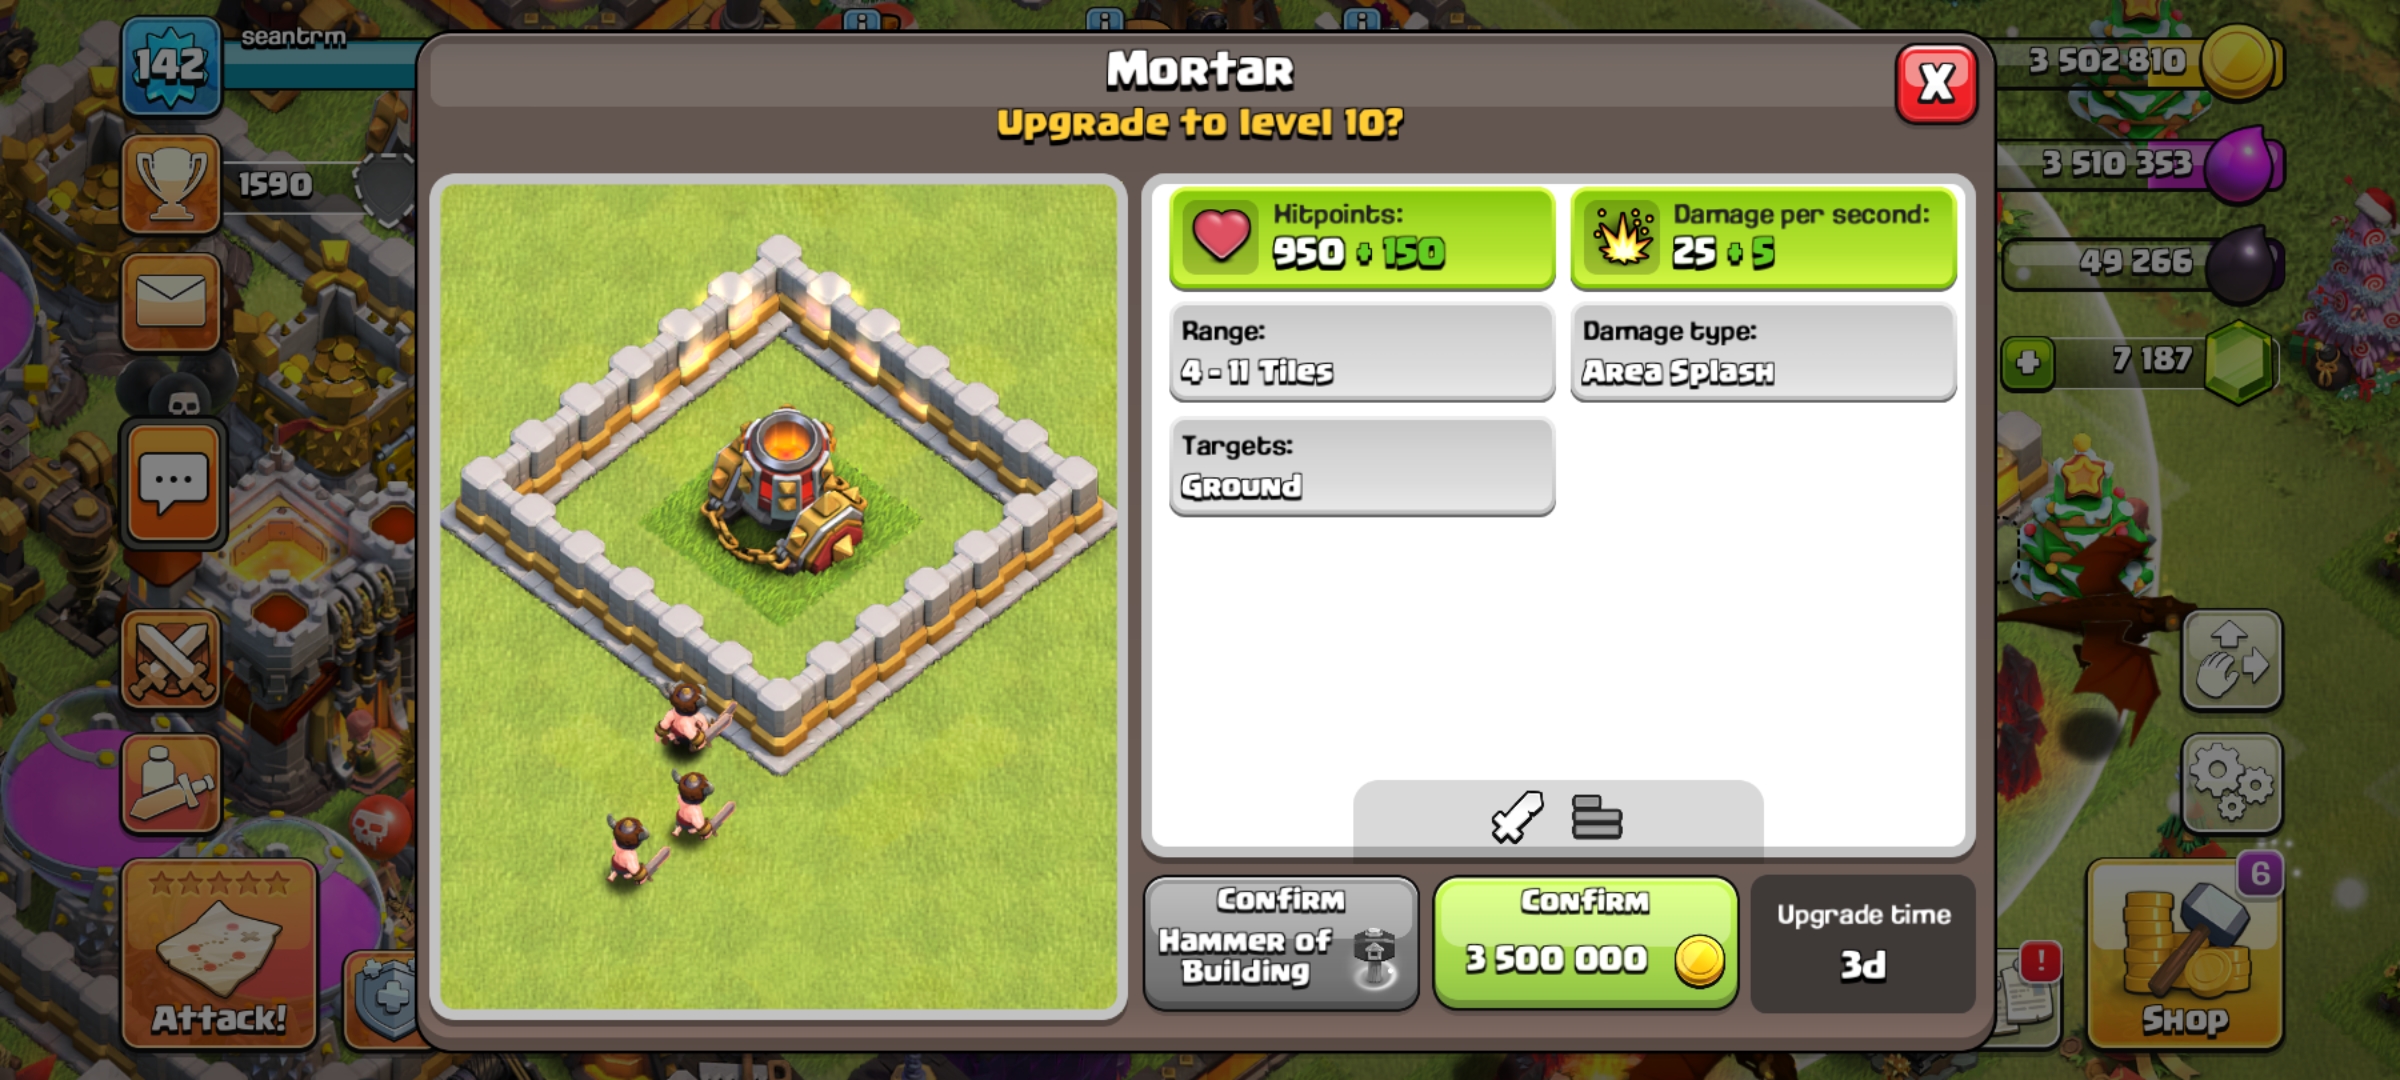 142
seantrm
1590
Mortar
Upgrade to level 10?
X
3 502 810
3 510 353
49 266
7 187
Hitpoints:
950 + 150
Damage per second:
25 + 5
Range:
4 - 11 Tiles
Damage type:
Area Splash
Targets:
Ground
Confirm
Hammer of
Building
Confirm
3 500 000
Upgrade time
3d
Attack!
6
!
Shop